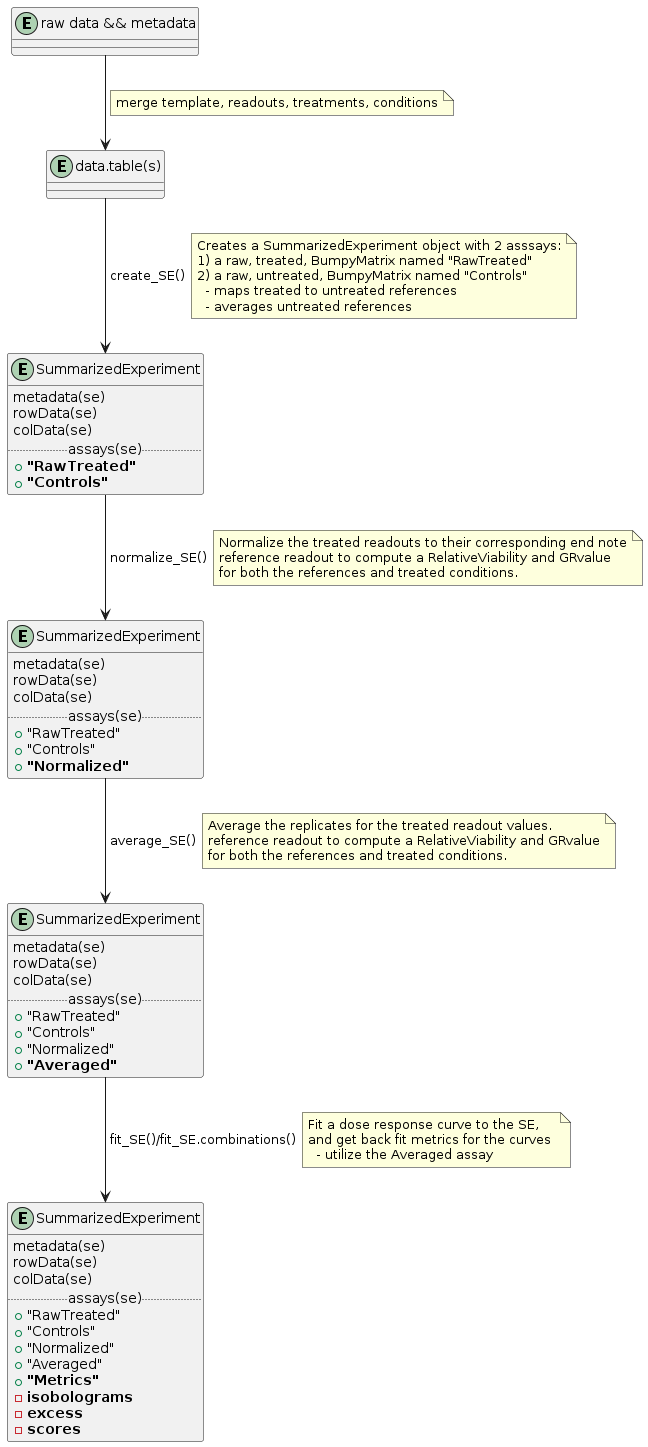 E raw data && metadata
merge template, readouts, treatments, conditions
E data.table(s)
create_SE()
Creates a SummarizedExperiment object with 2 asssays:
1) a raw, treated, BumpyMatrix named "RawTreated"
2) a raw, untreated, BumpyMatrix named "Controls"
- maps treated to untreated references
- averages untreated references
E SummarizedExperiment
metadata(se)
rowData(se)
colData(se)
assays(se)
"RawTreated"
"Controls"
normalize_SE()
Normalize the treated readouts to their corresponding end note
reference readout to compute a RelativeViability and GRvalue
for both the references and treated conditions.
E SummarizedExperiment
metadata(se)
rowData(se)
colData(se)
assays(se)
"RawTreated"
"Controls"
"Normalized"
average_SE()
Average the replicates for the treated readout values.
reference readout to compute a RelativeViability and GRvalue
for both the references and treated conditions.
E SummarizedExperiment
metadata(se)
rowData(se)
colData(se)
assays(se)
"RawTreated"
"Controls"
"Normalized"
"Averaged"
fit_SE()/fit_SE.combinations()
Fit a dose response curve to the SE,
and get back fit metrics for the curves
- utilize the Averaged assay
E SummarizedExperiment
metadata(se)
rowData(se)
colData(se)
assays(se)
"RawTreated"
"Controls"
"Normalized"
"Averaged"
"Metrics"
isobolograms
excess
scores